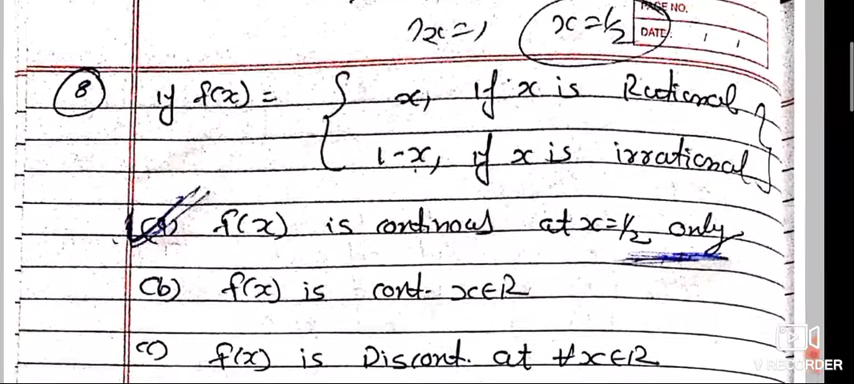 2x=1 x=1/2 PAGE NO.
DATE: / /
(8) if f(x) = { x, if x is Rational
1-x, if x is irrational }
(a) f(x) is continous at x=1/2 only
(b) f(x) is cont. x∈R
(c) f(x) is Discont. at ∀x∈R
RECORDER